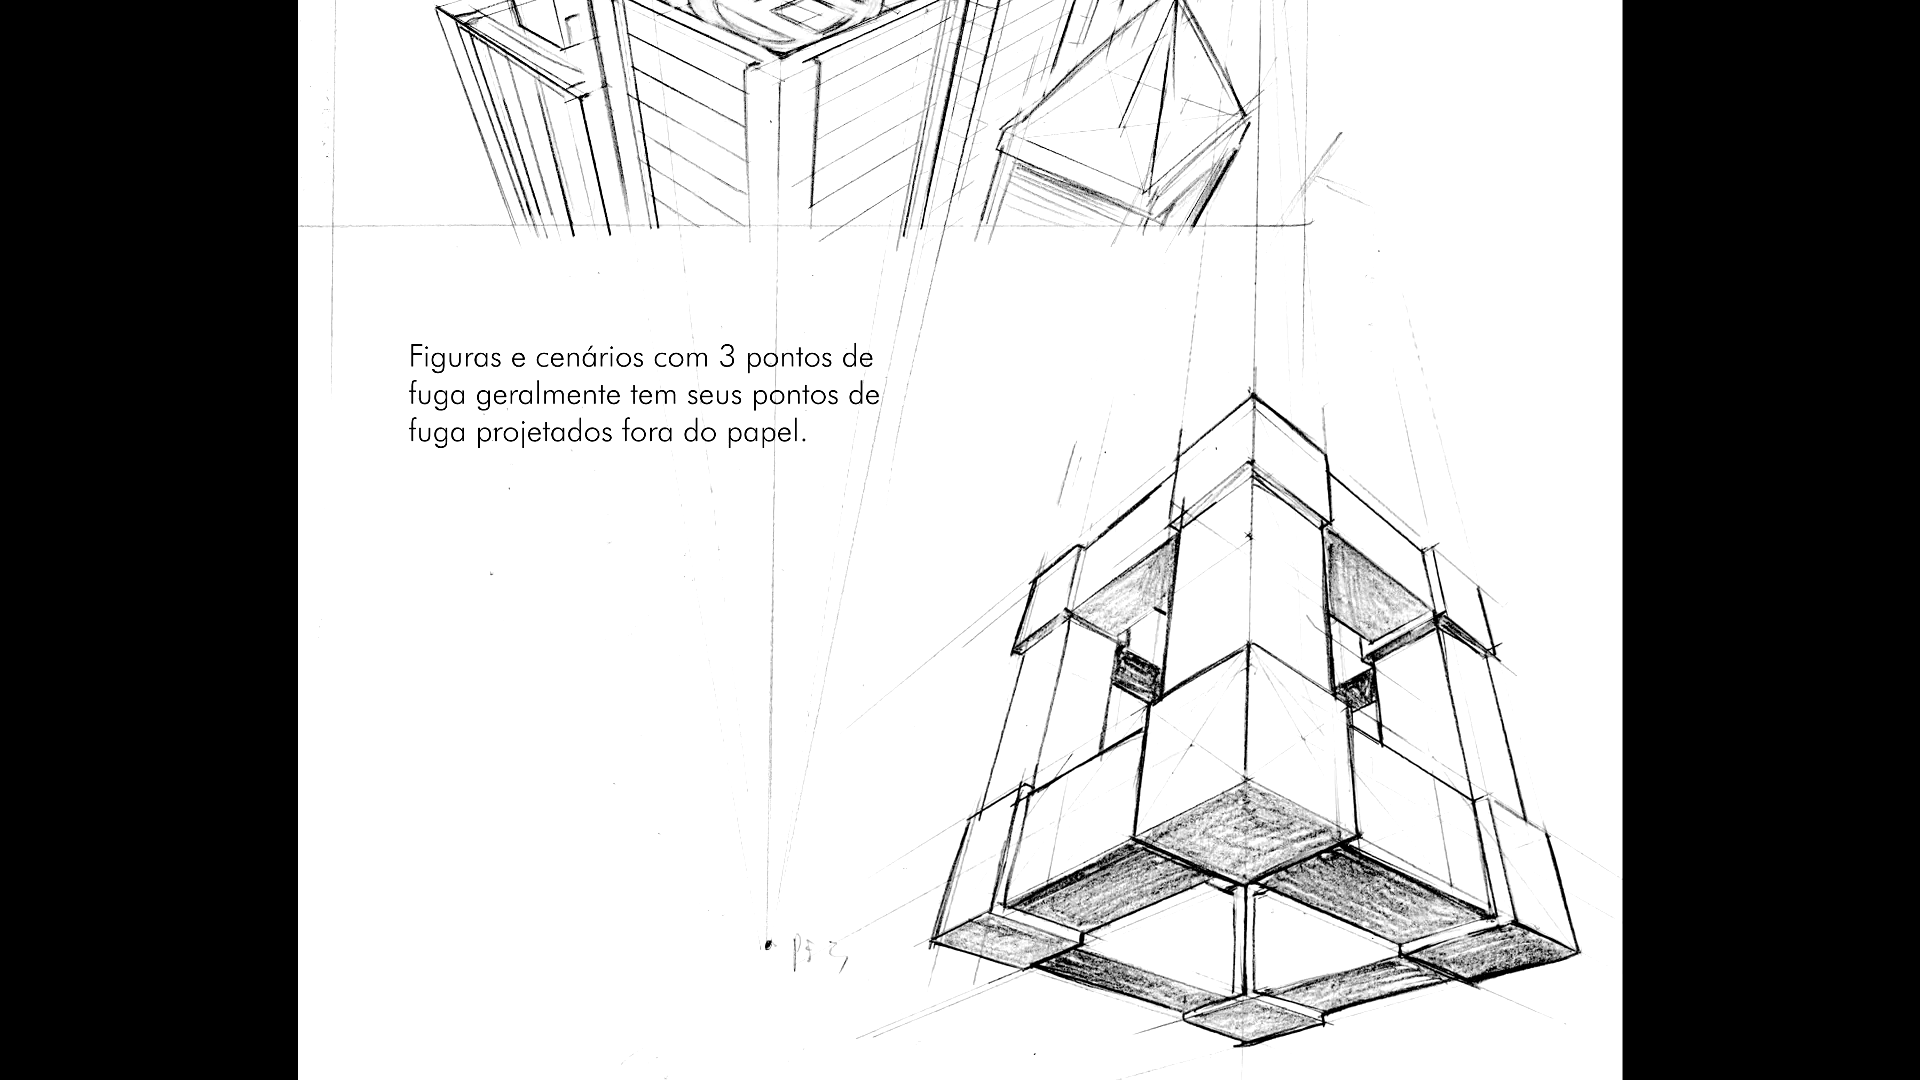 Figuras e cenários com 3 pontos de
fuga geralmente tem seus pontos de
fuga projetados fora do papel.